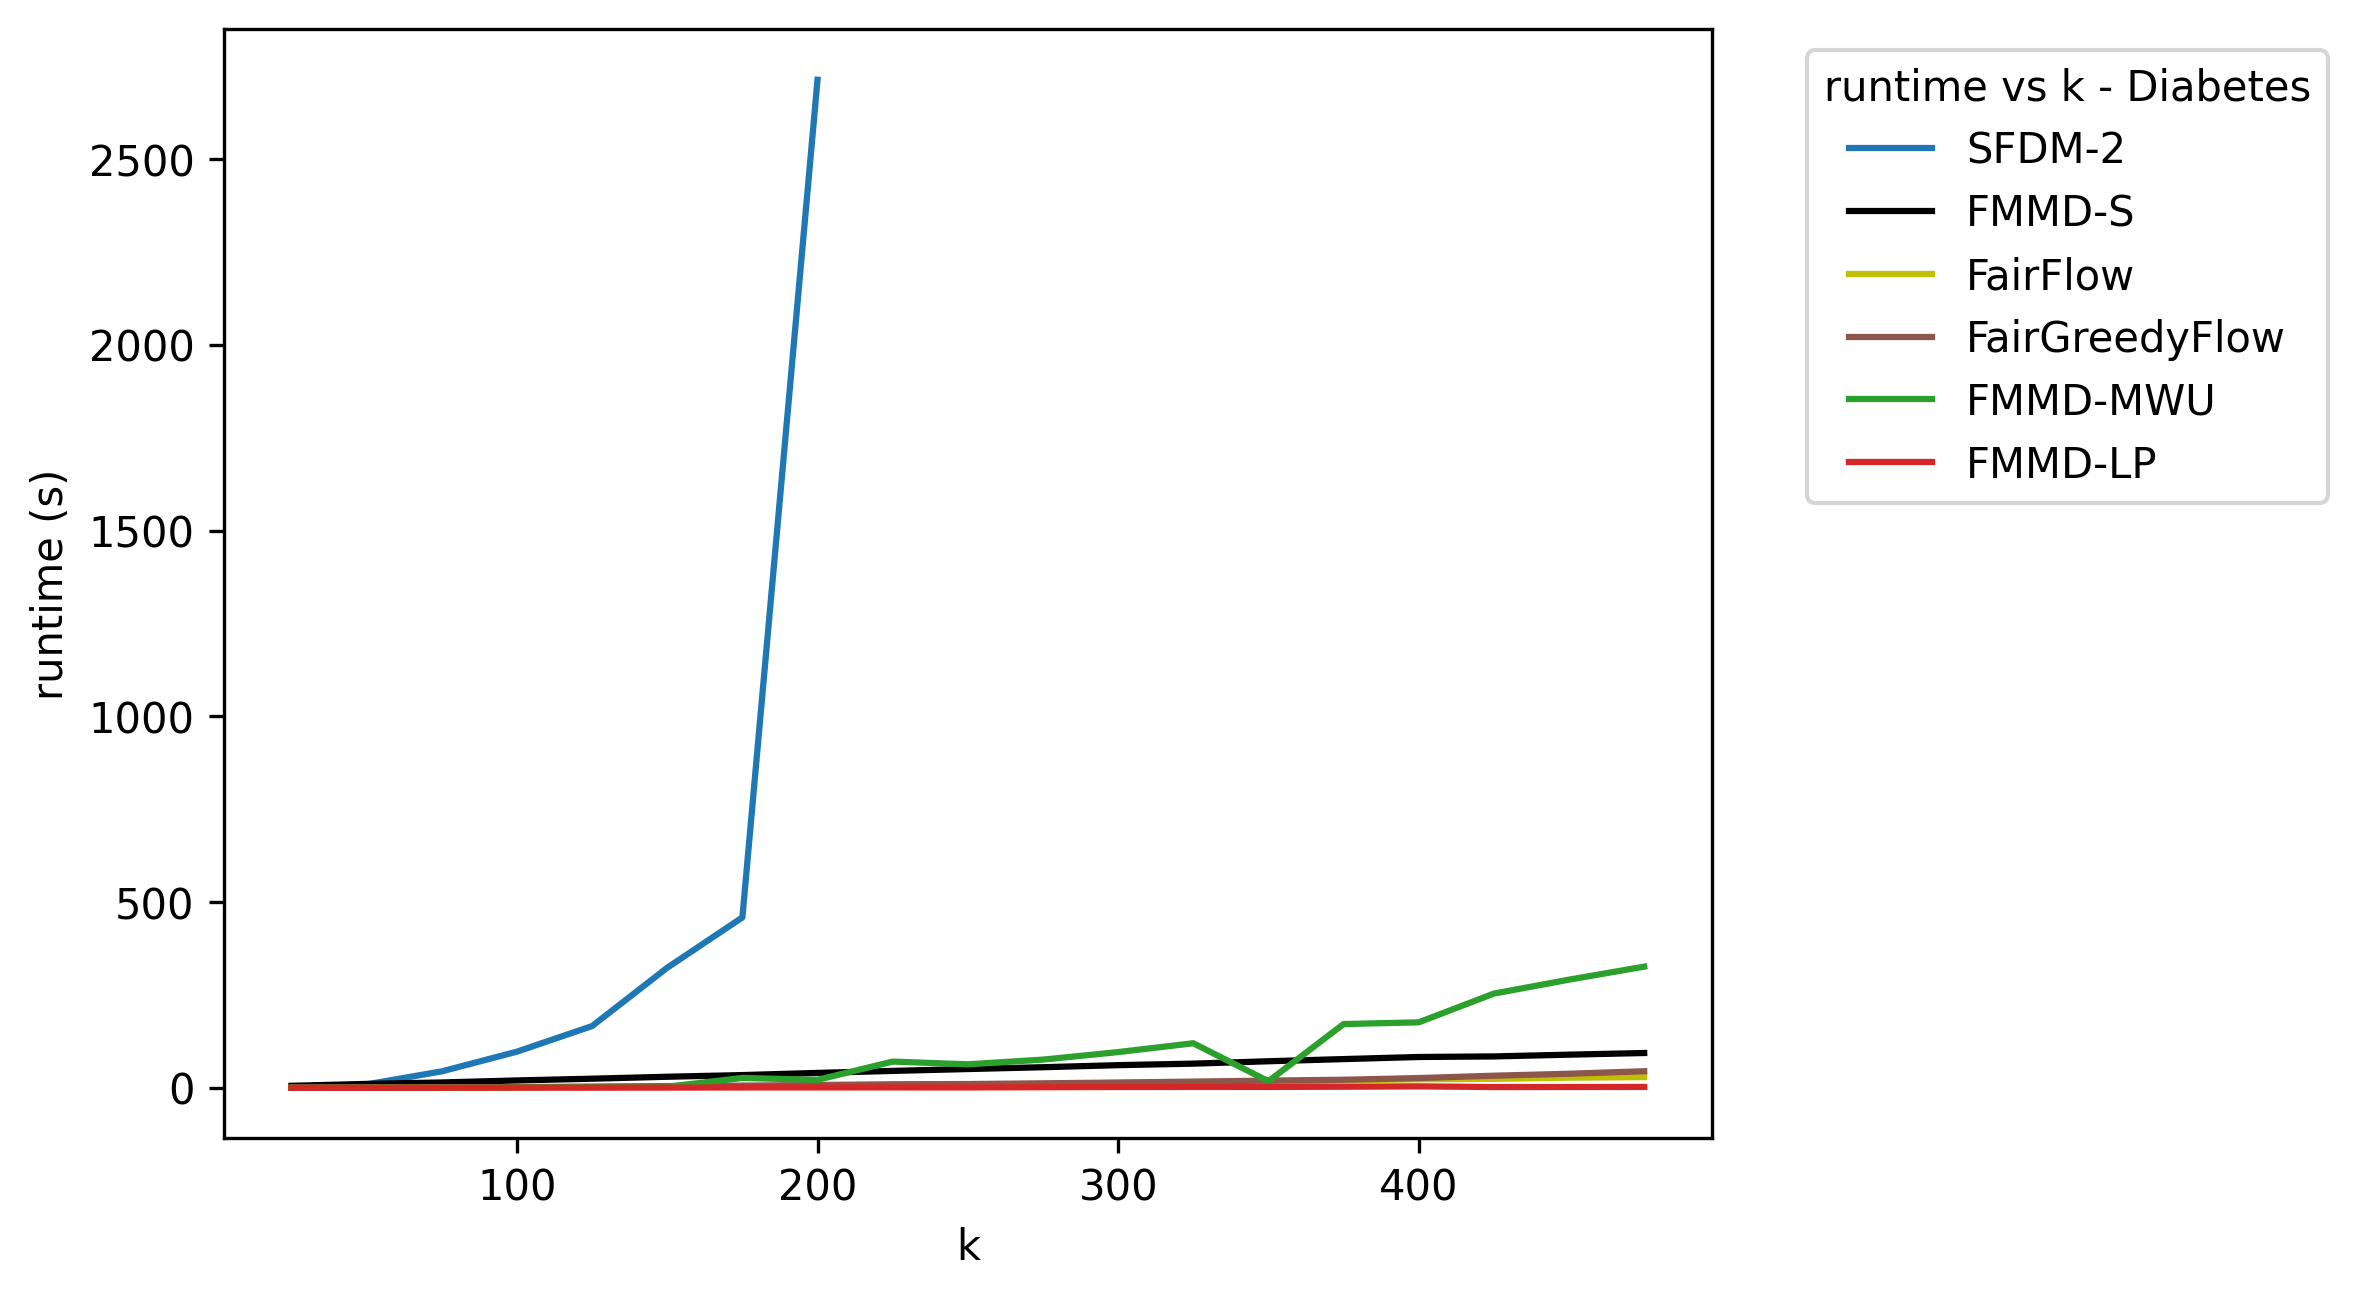 runtime vs k - Diabetes
SFDM-2
FMMD-S
FairFlow
FairGreedyFlow
FMMD-MWU
FMMD-LP
runtime (s)
2500
2000
1500
1000
500
0
100
200
300
400
k